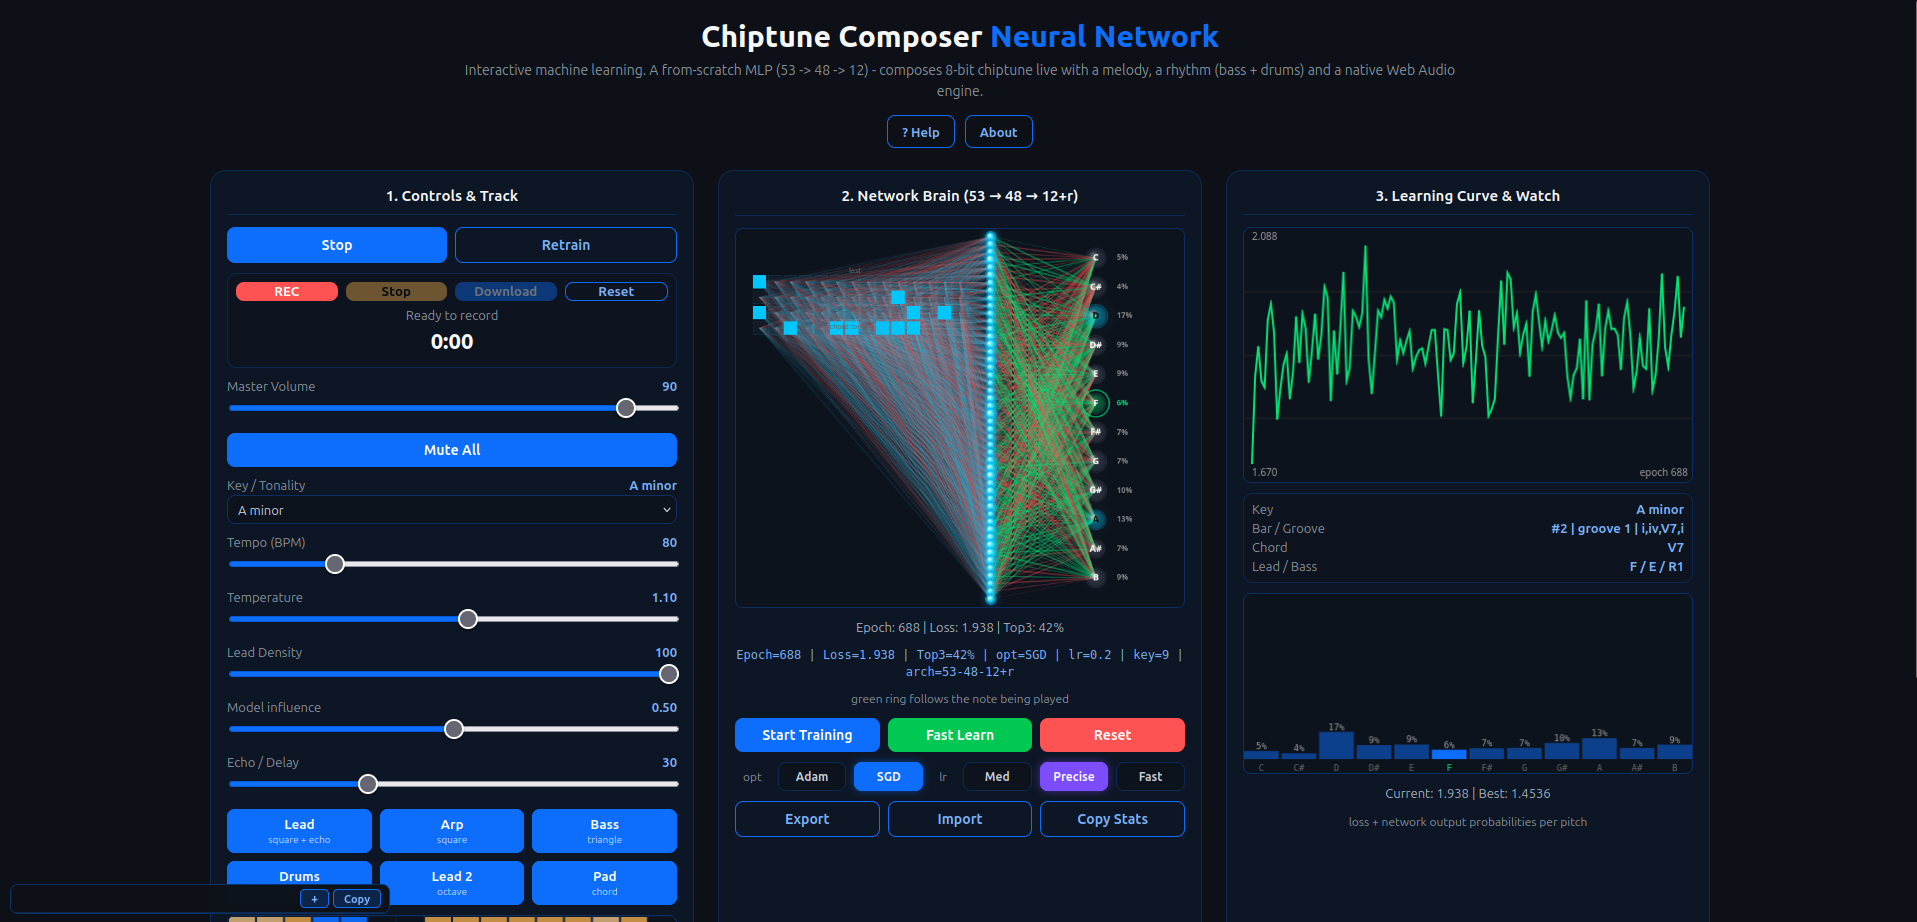 Chiptune Composer Neural Network
Interactive machine learning. A from-scratch MLP (53 -> 48 -> 12) - composes 8-bit chiptune live with a melody, a rhythm (bass + drums) and a native Web Audio
engine.
? Help
About
1. Controls & Track
Stop
Retrain
REC
Stop
Download
Reset
Ready to record
0:00
Master Volume
90
Mute All
Key / Tonality
A minor
A minor
Tempo (BPM)
80
Temperature
1.10
Lead Density
100
Model influence
0.50
Echo / Delay
30
Lead
square + echo
Arp
square
Bass
triangle
Drums
Lead 2
octave
Pad
chord
+
Copy
2. Network Brain (53 → 48 → 12+r)
C 5%
C# 4%
D 17%
D# 9%
E 9%
F 6%
F# 7%
G 7%
G# 10%
A 13%
A# 7%
B 9%
Epoch: 688 | Loss: 1.938 | Top3: 42%
Epoch=688 | Loss=1.938 | Top3=42% | opt=SGD | lr=0.2 | key=9 |
arch=53-48-12+r
green ring follows the note being played
Start Training
Fast Learn
Reset
opt
Adam
SGD
lr
Med
Precise
Fast
Export
Import
Copy Stats
3. Learning Curve & Watch
2.088
1.670
epoch 688
Key
A minor
Bar / Groove
#2 | groove 1 | i,iv,V7,i
Chord
V7
Lead / Bass
F / E / R1
5% 4% 17% 9% 9% 6% 7% 7% 10% 13% 7% 9%
C C# D D# E F F# G G# A A# B
Current: 1.938 | Best: 1.4536
loss + network output probabilities per pitch